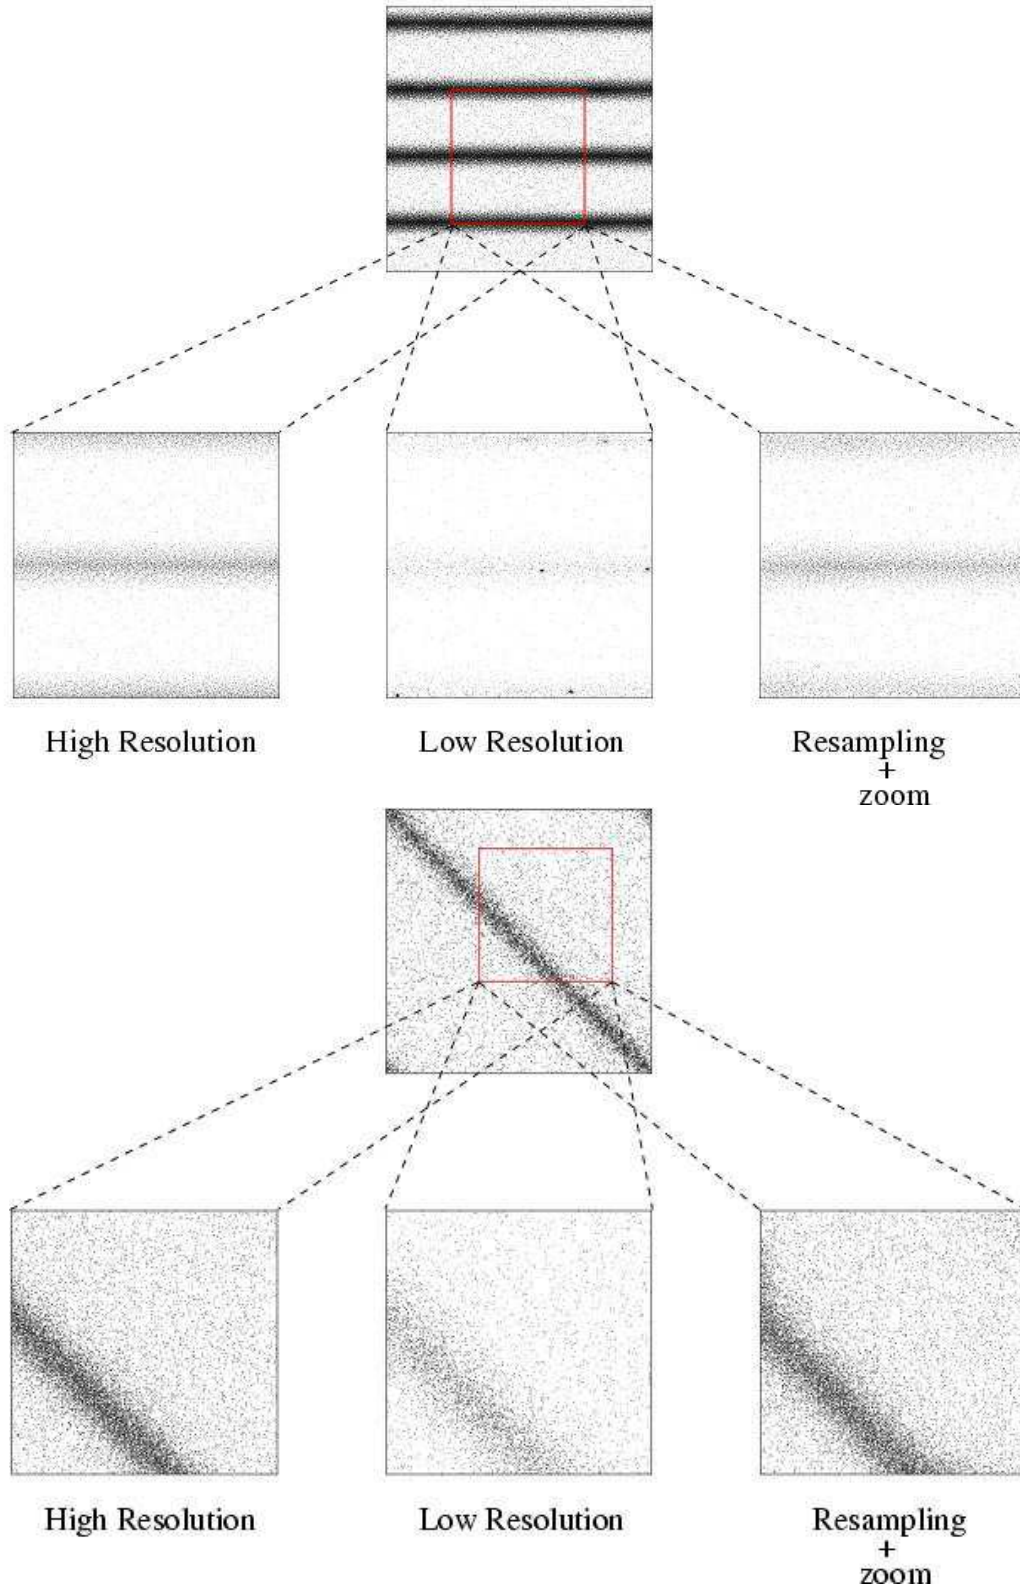 High Resolution
Low Resolution
Resampling
+
zoom
High Resolution
Low Resolution
Resampling
+
zoom